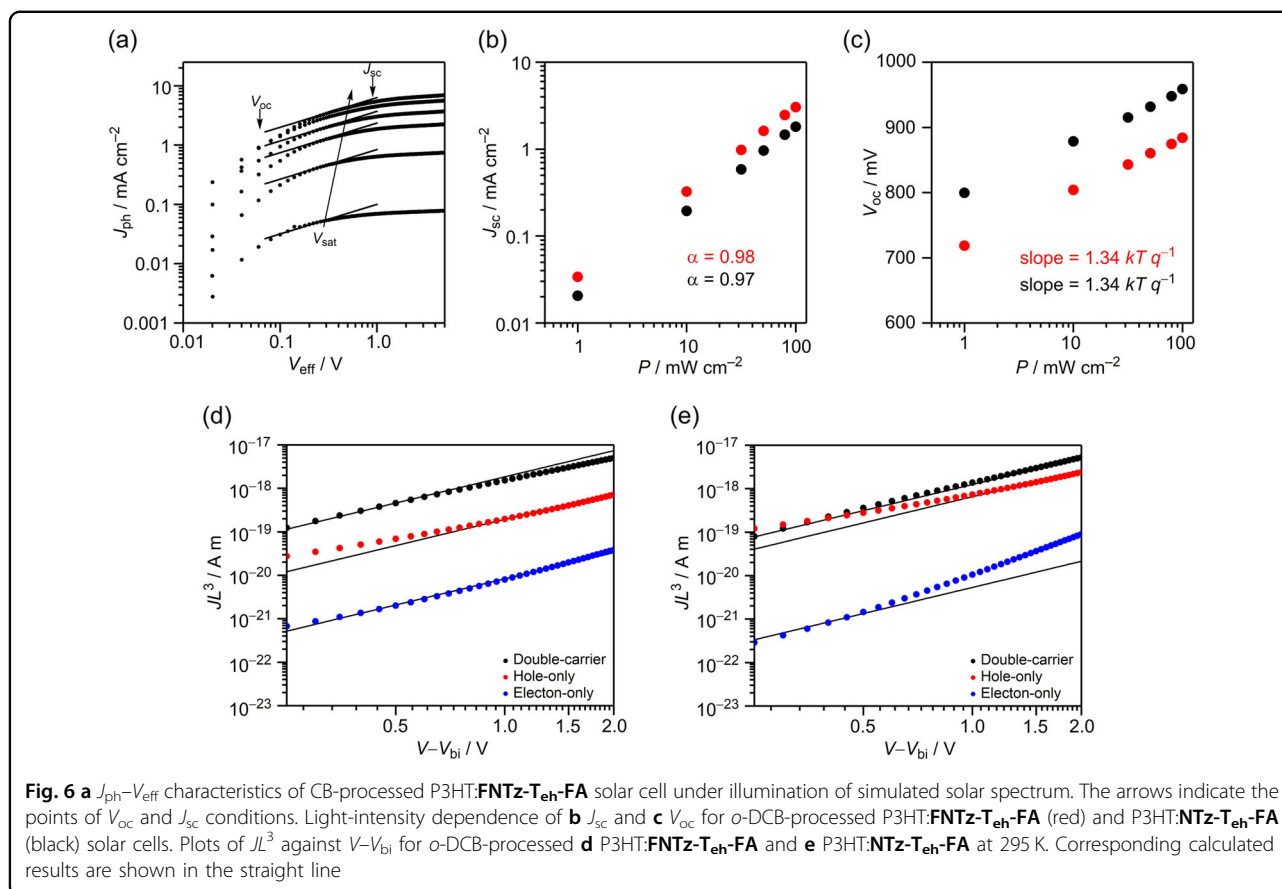 (a)
J_ph / mA cm⁻²
10
1
0.1
0.01
0.001
V_oc
J_sc
V_sat
0.01 0.10 1.0
V_eff / V
(b)
J_sc / mA cm⁻²
10
1
0.1
0.01
α = 0.98
α = 0.97
1 10 100
P / mW cm⁻²
(c)
V_oc / mV
1000
900
800
700
600
slope = 1.34 kT q⁻¹
slope = 1.34 kT q⁻¹
1 10 100
P / mW cm⁻²
(d)
JL³ / A m
10⁻¹⁷
10⁻¹⁸
10⁻¹⁹
10⁻²⁰
10⁻²¹
10⁻²²
10⁻²³
Double-carrier
Hole-only
Electon-only
0.5 1.0 1.5 2.0
V–V_bi / V
(e)
JL³ / A m
10⁻¹⁷
10⁻¹⁸
10⁻¹⁹
10⁻²⁰
10⁻²¹
10⁻²²
10⁻²³
Double-carrier
Hole-only
Electon-only
0.5 1.0 1.5 2.0
V–V_bi / V
Fig. 6 a J_ph–V_eff characteristics of CB-processed P3HT:FNTz-T_eh-FA solar cell under illumination of simulated solar spectrum. The arrows indicate the
points of V_oc and J_sc conditions. Light-intensity dependence of b J_sc and c V_oc for o-DCB-processed P3HT:FNTz-T_eh-FA (red) and P3HT:NTz-T_eh-FA
(black) solar cells. Plots of JL³ against V–V_bi for o-DCB-processed d P3HT:FNTz-T_eh-FA and e P3HT:NTz-T_eh-FA at 295 K. Corresponding calculated
results are shown in the straight line